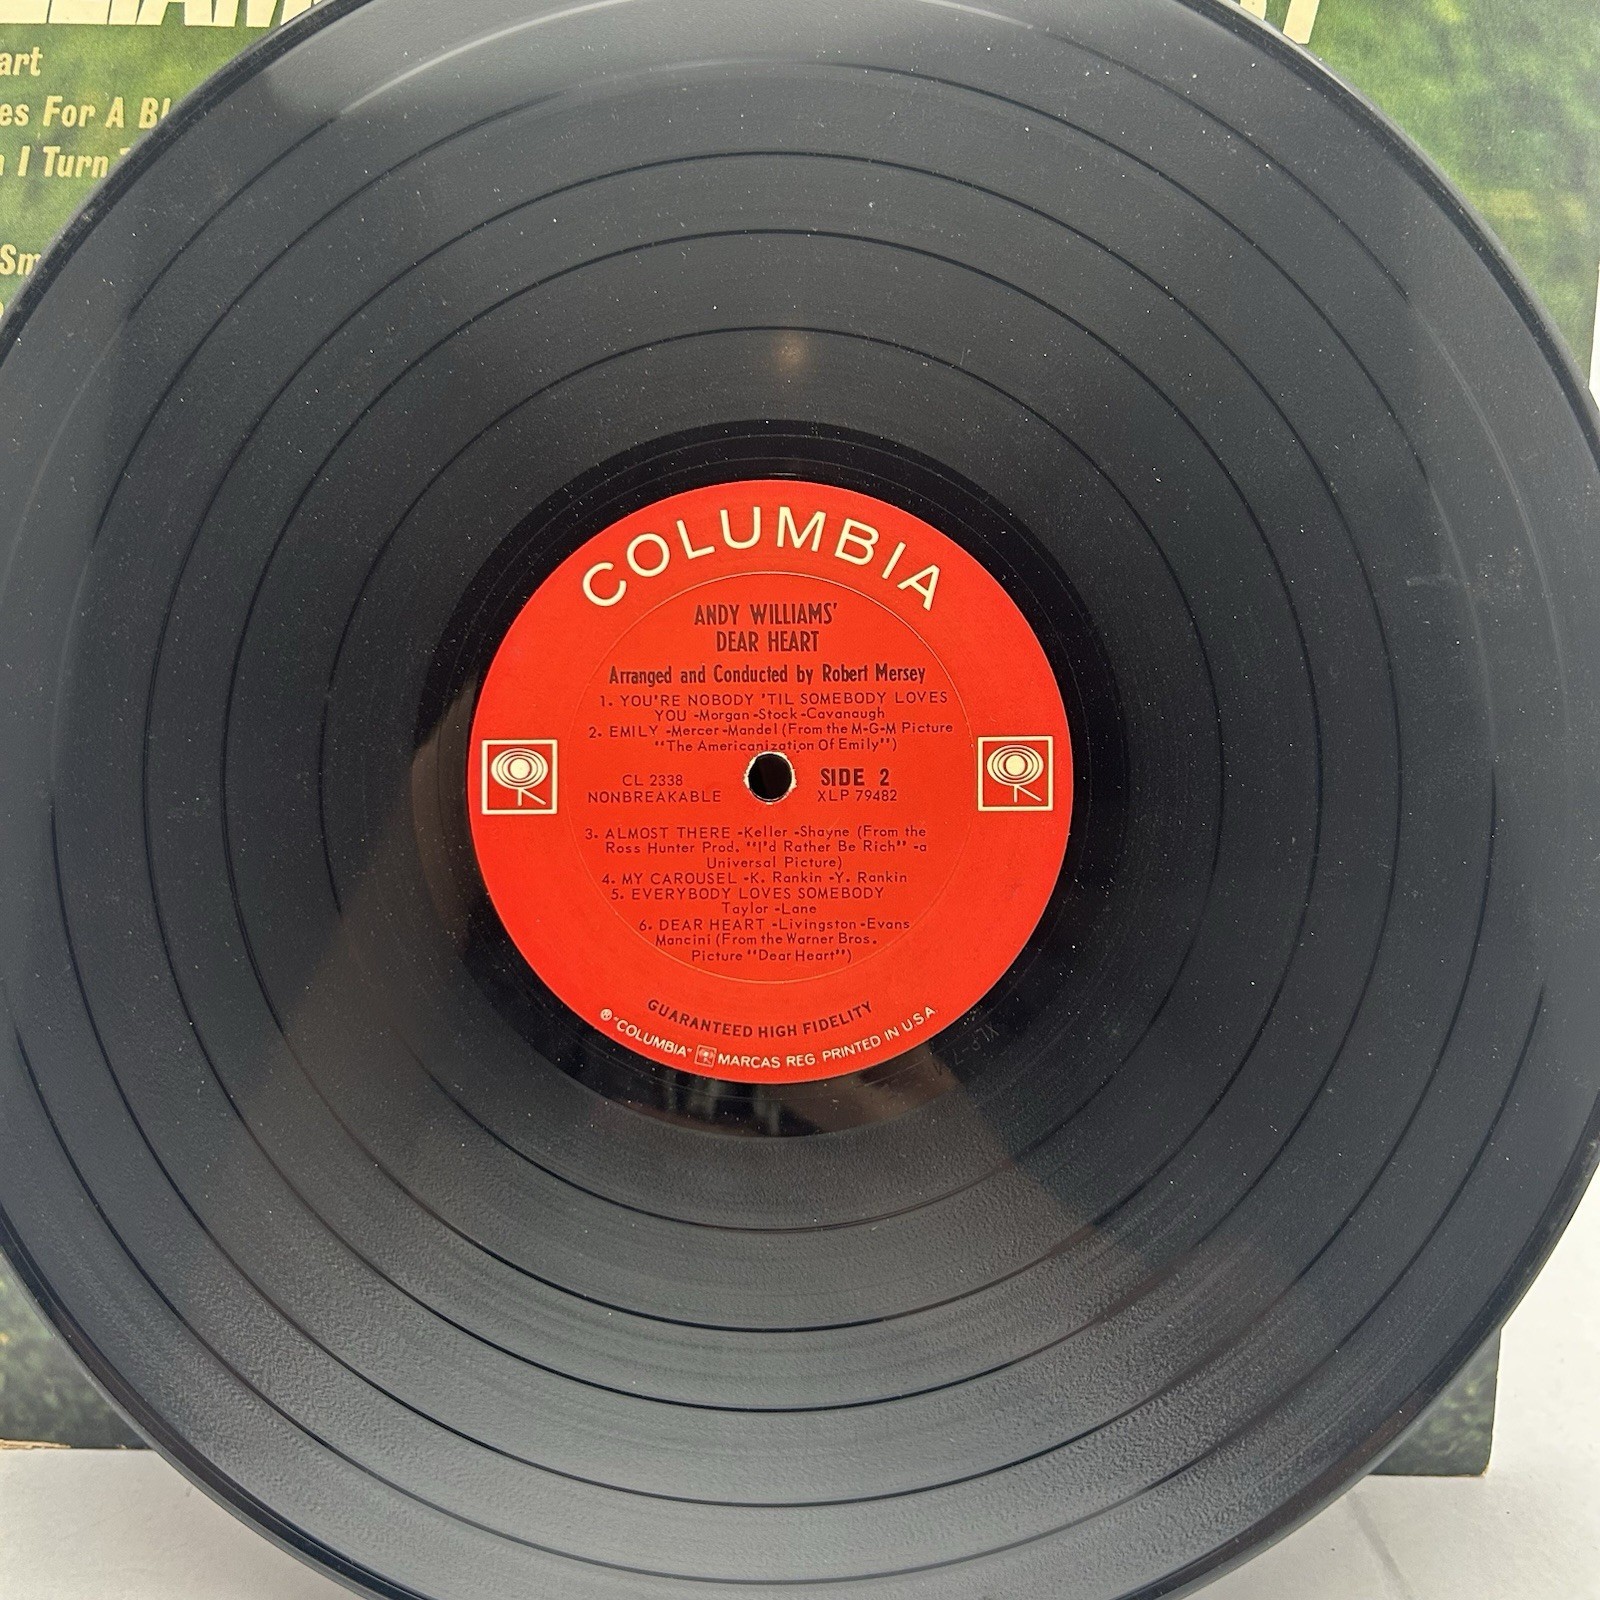 art
es For A
I Turn
Sm
COLUMBIA
ANDY WILLIAMS'
DEAR HEART
Arranged and Conducted by Robert Mersey
1. YOU'RE NOBODY 'TIL SOMEBODY LOVES
YOU -Morgan -Stock -Cavanaugh
2. EMILY -Mercer -Mandel (From the M-G-M Picture
"The Americanization Of Emily")
CL 2338
NONBREAKABLE
SIDE 2
XLP 79482
3. ALMOST THERE -Keller -Shayne (From the
Ross Hunter Prod. "I'd Rather Be Rich" -a
Universal Picture)
4. MY CAROUSEL -K. Rankin -Y. Rankin
5. EVERYBODY LOVES SOMEBODY
Taylor -Lane
6. DEAR HEART -Livingston -Evans
Mancini (From the Warner Bros.
Picture "Dear Heart")
GUARANTEED HIGH FIDELITY
® "COLUMBIA" MARCAS REG. PRINTED IN U.S.A.